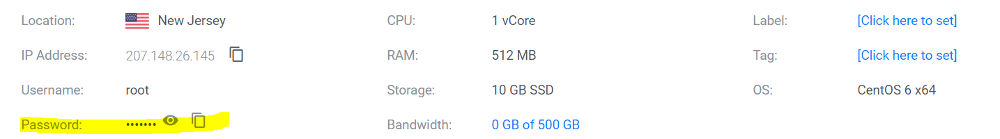 Location: New Jersey CPU: 1 vCore Label: [Click here to set]
IP Address: 207.148.26.145 RAM: 512 MB Tag: [Click here to set]
Username: root Storage: 10 GB SSD OS: CentOS 6 x64
Password: ••••••• Bandwidth: 0 GB of 500 GB